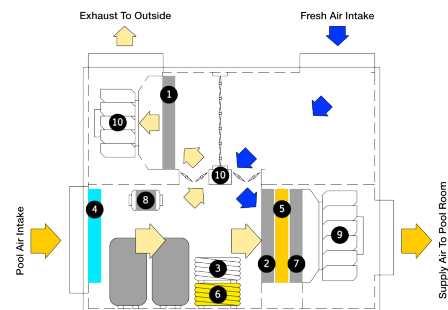 Exhaust To Outside
Fresh Air Intake
1
10
10
4
8
5
9
Pool Air Intake
Supply Air To Pool Room
3
2
7
6